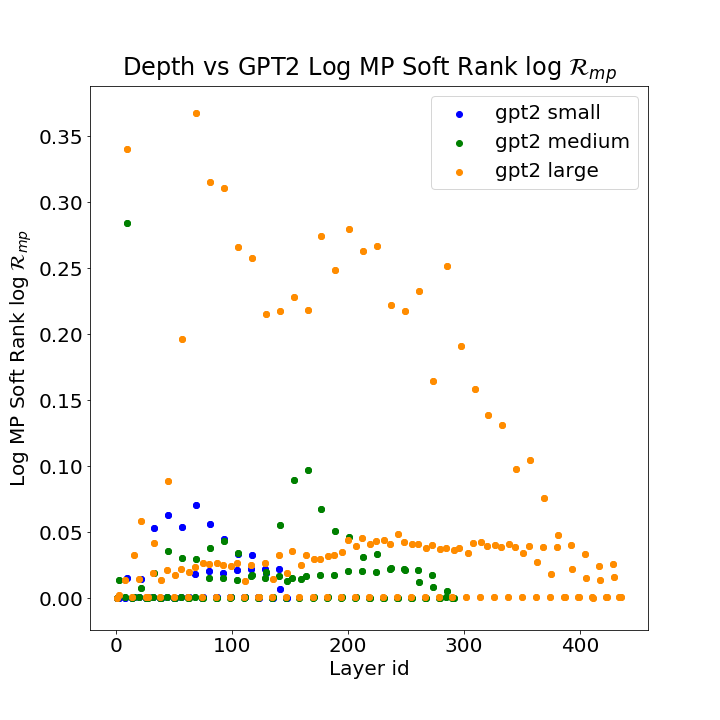 Depth vs GPT2 Log MP Soft Rank log ℛ_mp
gpt2 small
gpt2 medium
gpt2 large
Log MP Soft Rank log ℛ_mp
0.35
0.30
0.25
0.20
0.15
0.10
0.05
0.00
0 100 200 300 400
Layer id